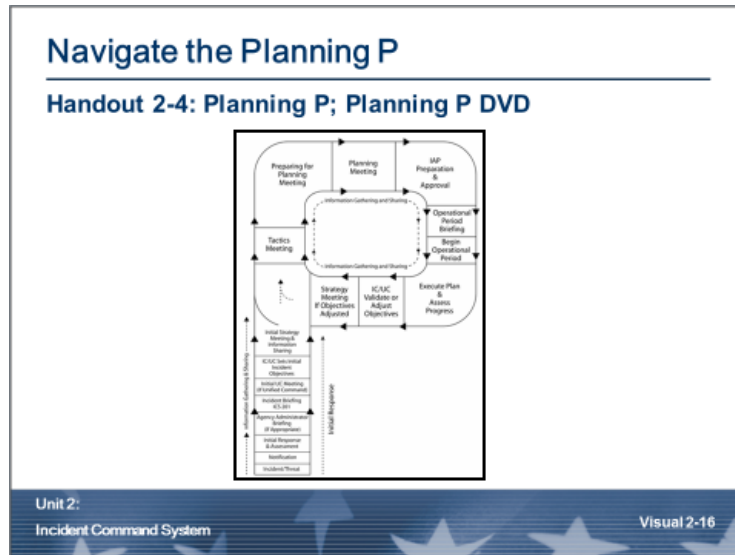 Navigate the Planning P
Handout 2-4: Planning P; Planning P DVD
Preparing for
Planning
Meeting
Planning
Meeting
IAP
Preparation
&
Approval
Information Gathering and Sharing
Operational
Period
Briefing
Begin
Operational
Period
Tactics
Meeting
Information Gathering and Sharing
Strategy
Meeting
If Objectives
Adjusted
IC/UC
Validate or
Adjust
Objectives
Execute Plan
&
Assess
Progress
Initial Strategy
Meeting &
Information
Sharing
IC/UC Sets Initial
Incident
Objectives
Initial UC Meeting
(If Unified Command)
Incident Briefing
ICS 201
Agency Administrator
Briefing
(If Appropriate)
Initial Response
& Assessment
Notification
Incident/Threat
Information Gathering & Sharing
Initial Response
Unit 2:
Incident Command System
Visual 2-16